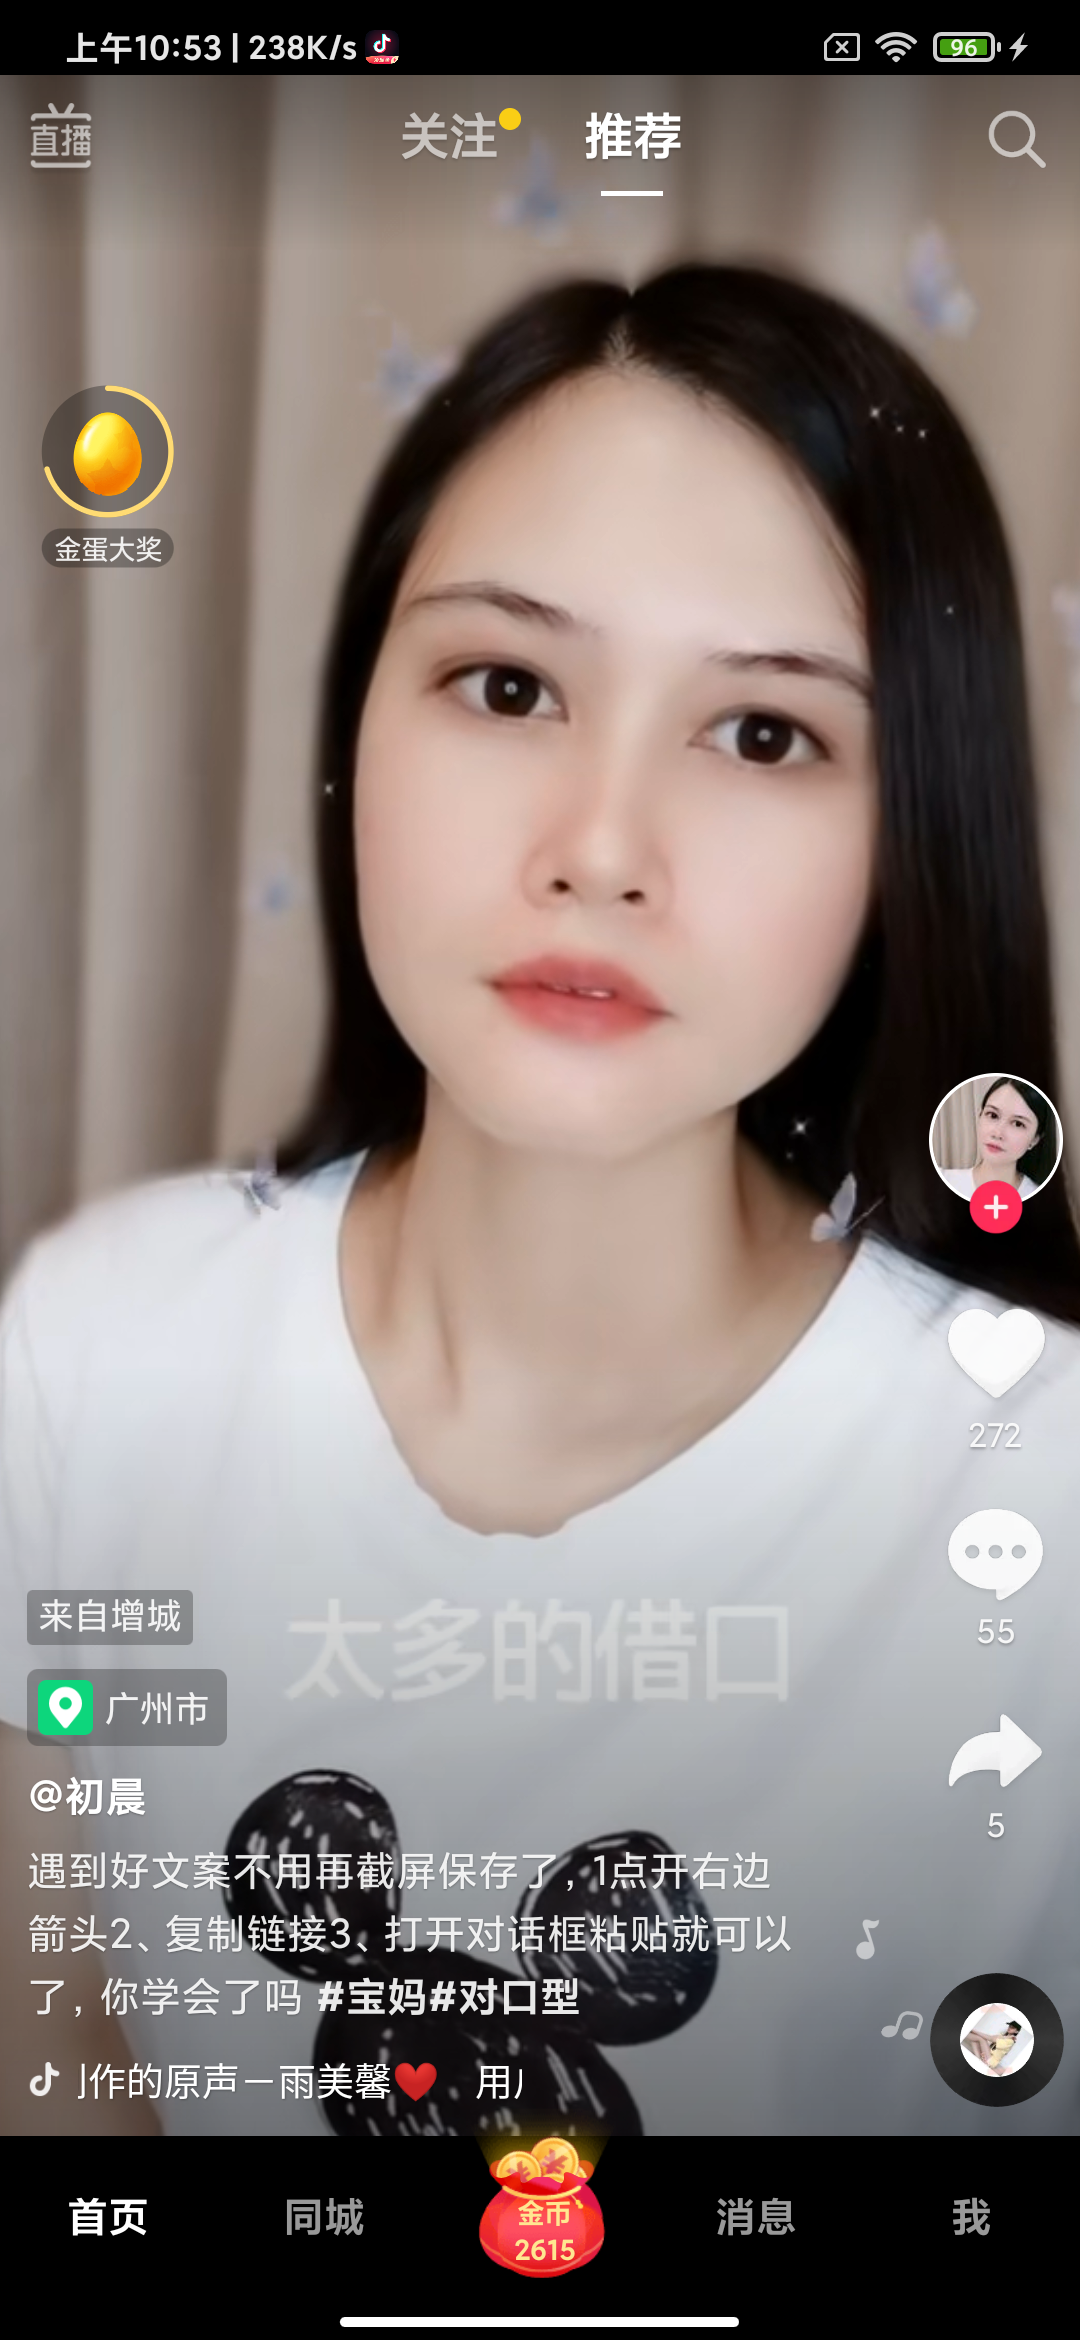 上午10:53 | 238K/s
96
直播
关注
推荐
金蛋大奖
272
55
太多的借口
来自增城
广州市
5
@初晨
遇到好文案不用再截屏保存了, 1点开右边
箭头2、复制链接3、打开对话框粘贴就可以
了, 你学会了吗 #宝妈#对口型
作的原声－雨美馨❤️ 用
首页
同城
金币
2615
消息
我